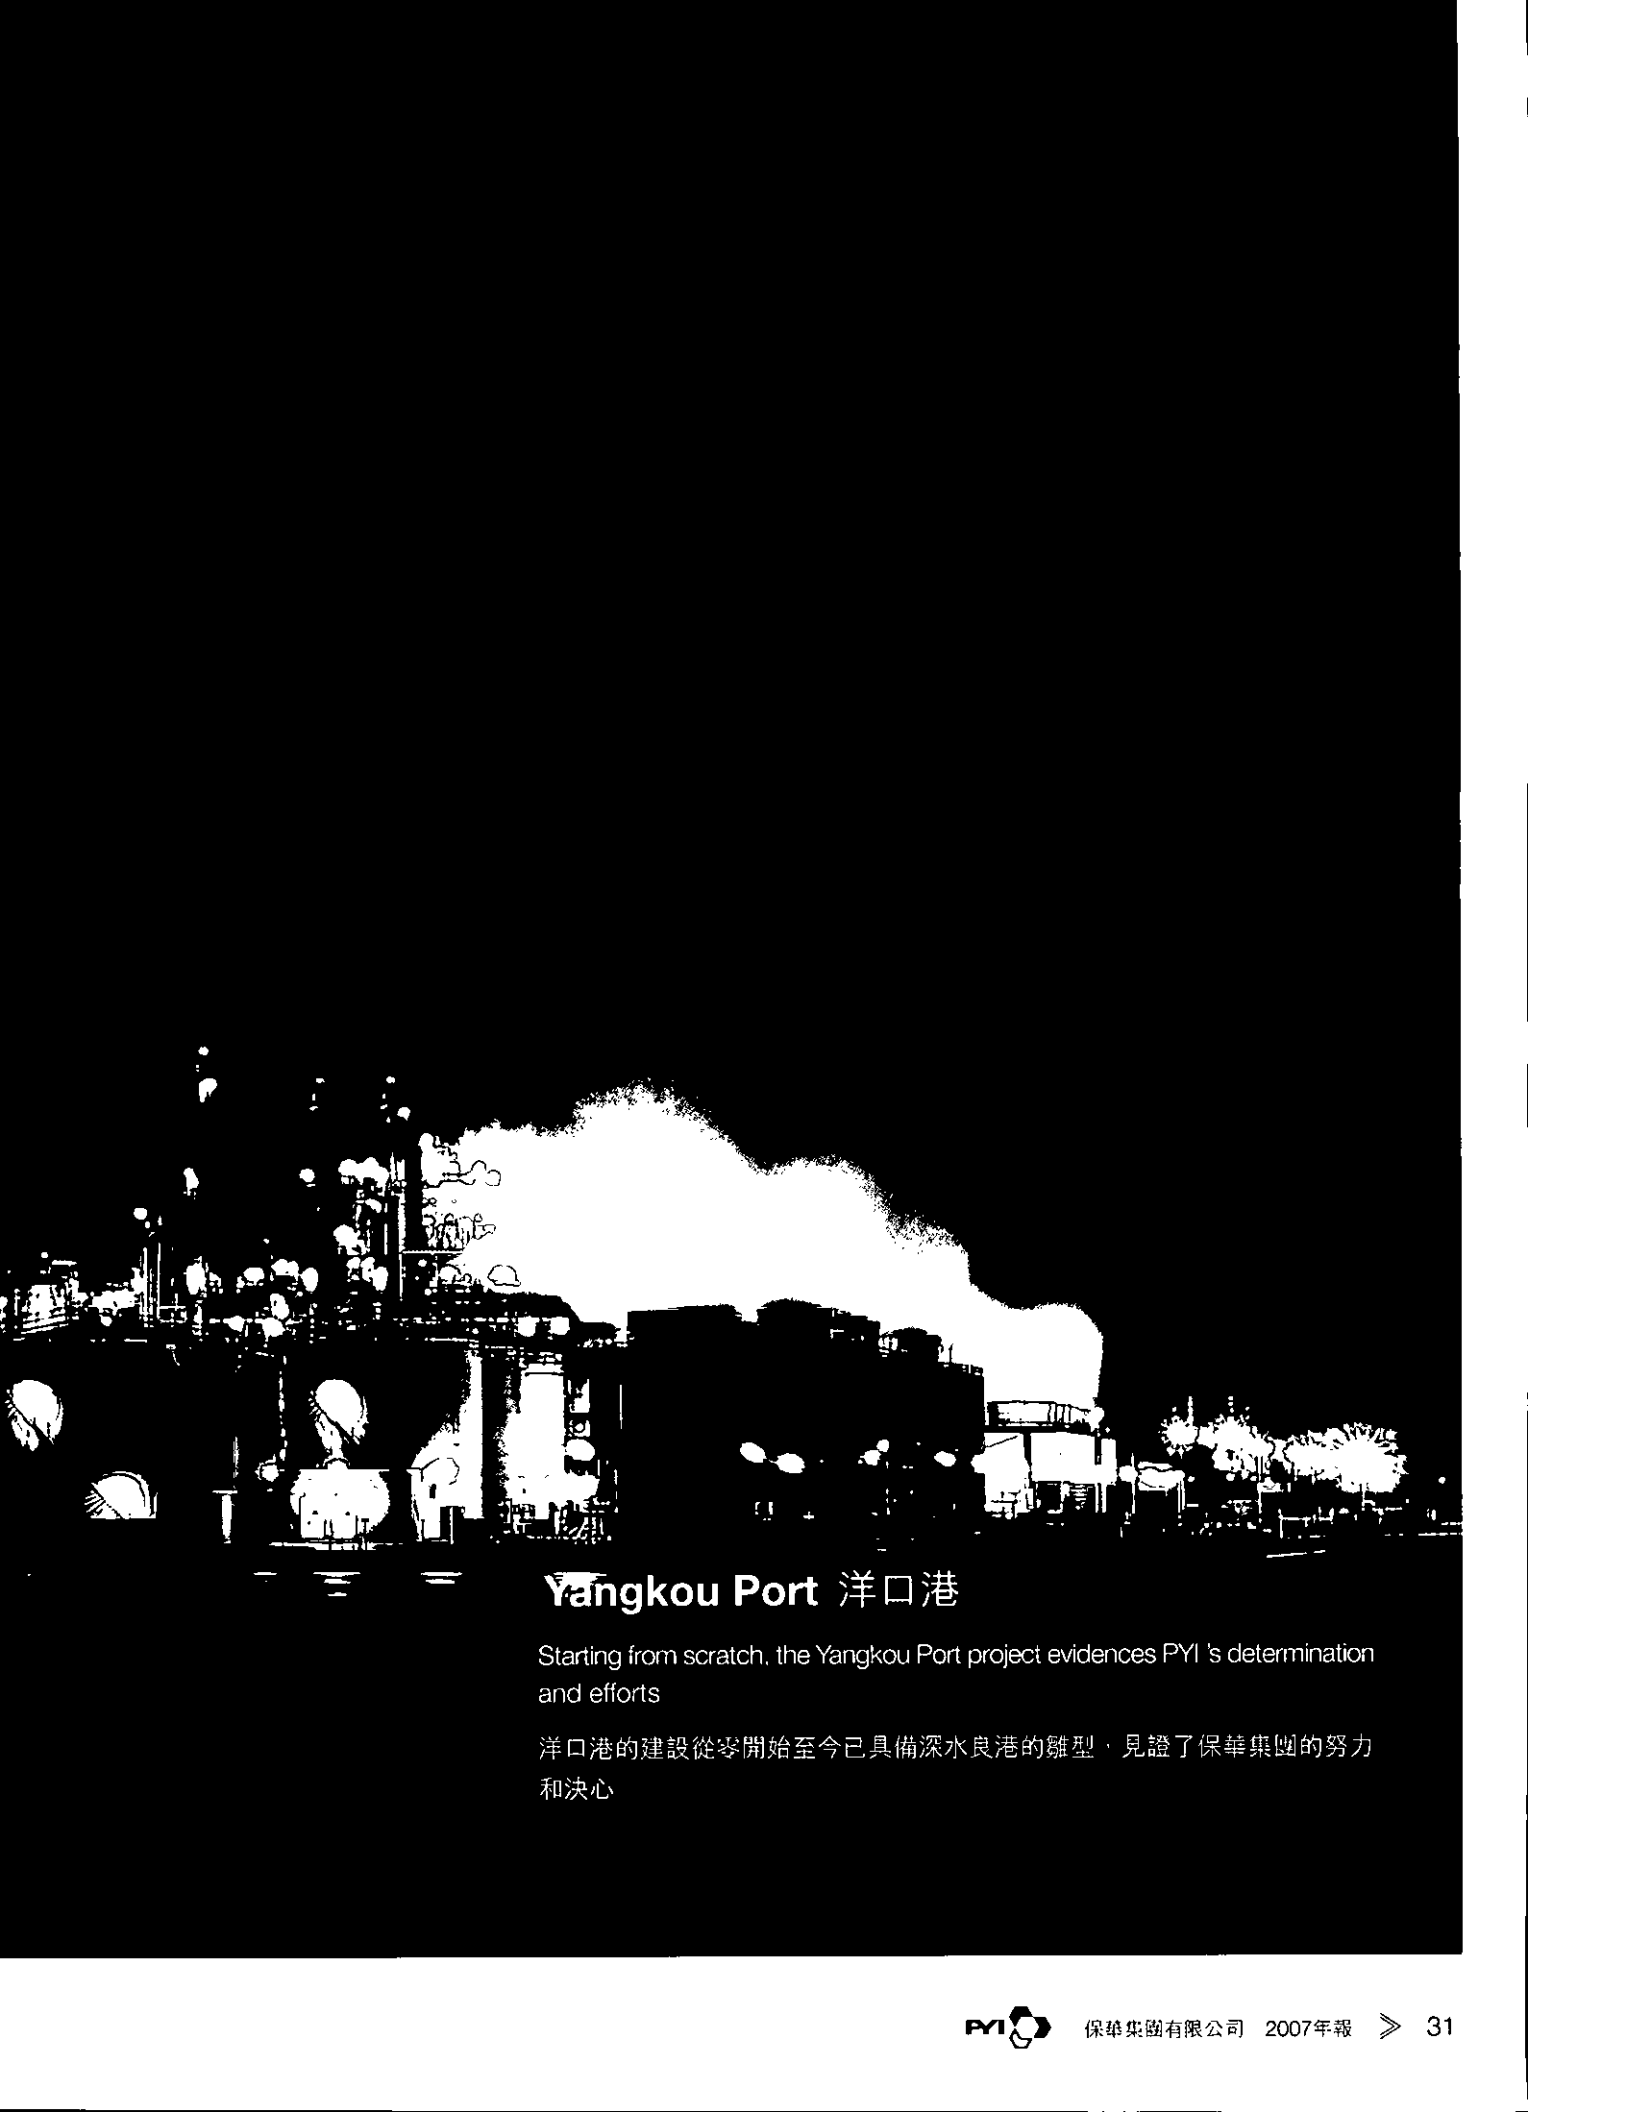 Yangkou Port 洋口港
Starting from scratch, the Yangkou Port project evidences PYI 's determination
and efforts
洋口港的建設從零開始至今已具備深水良港的雛型，見證了保華集團的努力
和決心
PYI 保華集團有限公司 2007年報 31